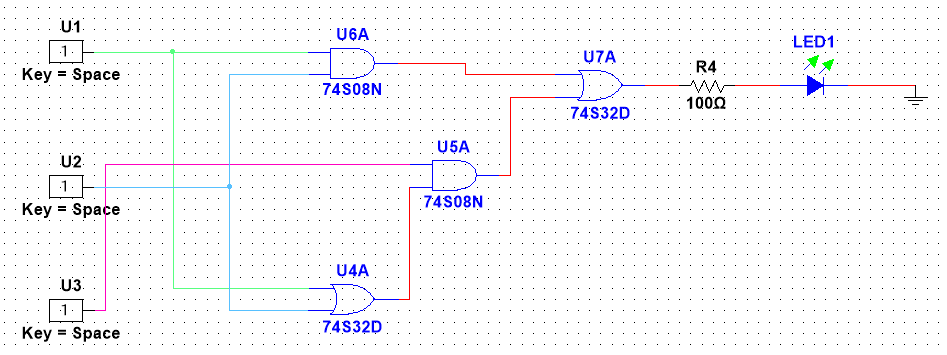 U1
1
Key = Space
U6A
74S08N
U7A
74S32D
R4
100Ω
LED1
U5A
74S08N
U2
1
Key = Space
U4A
74S32D
U3
1
Key = Space